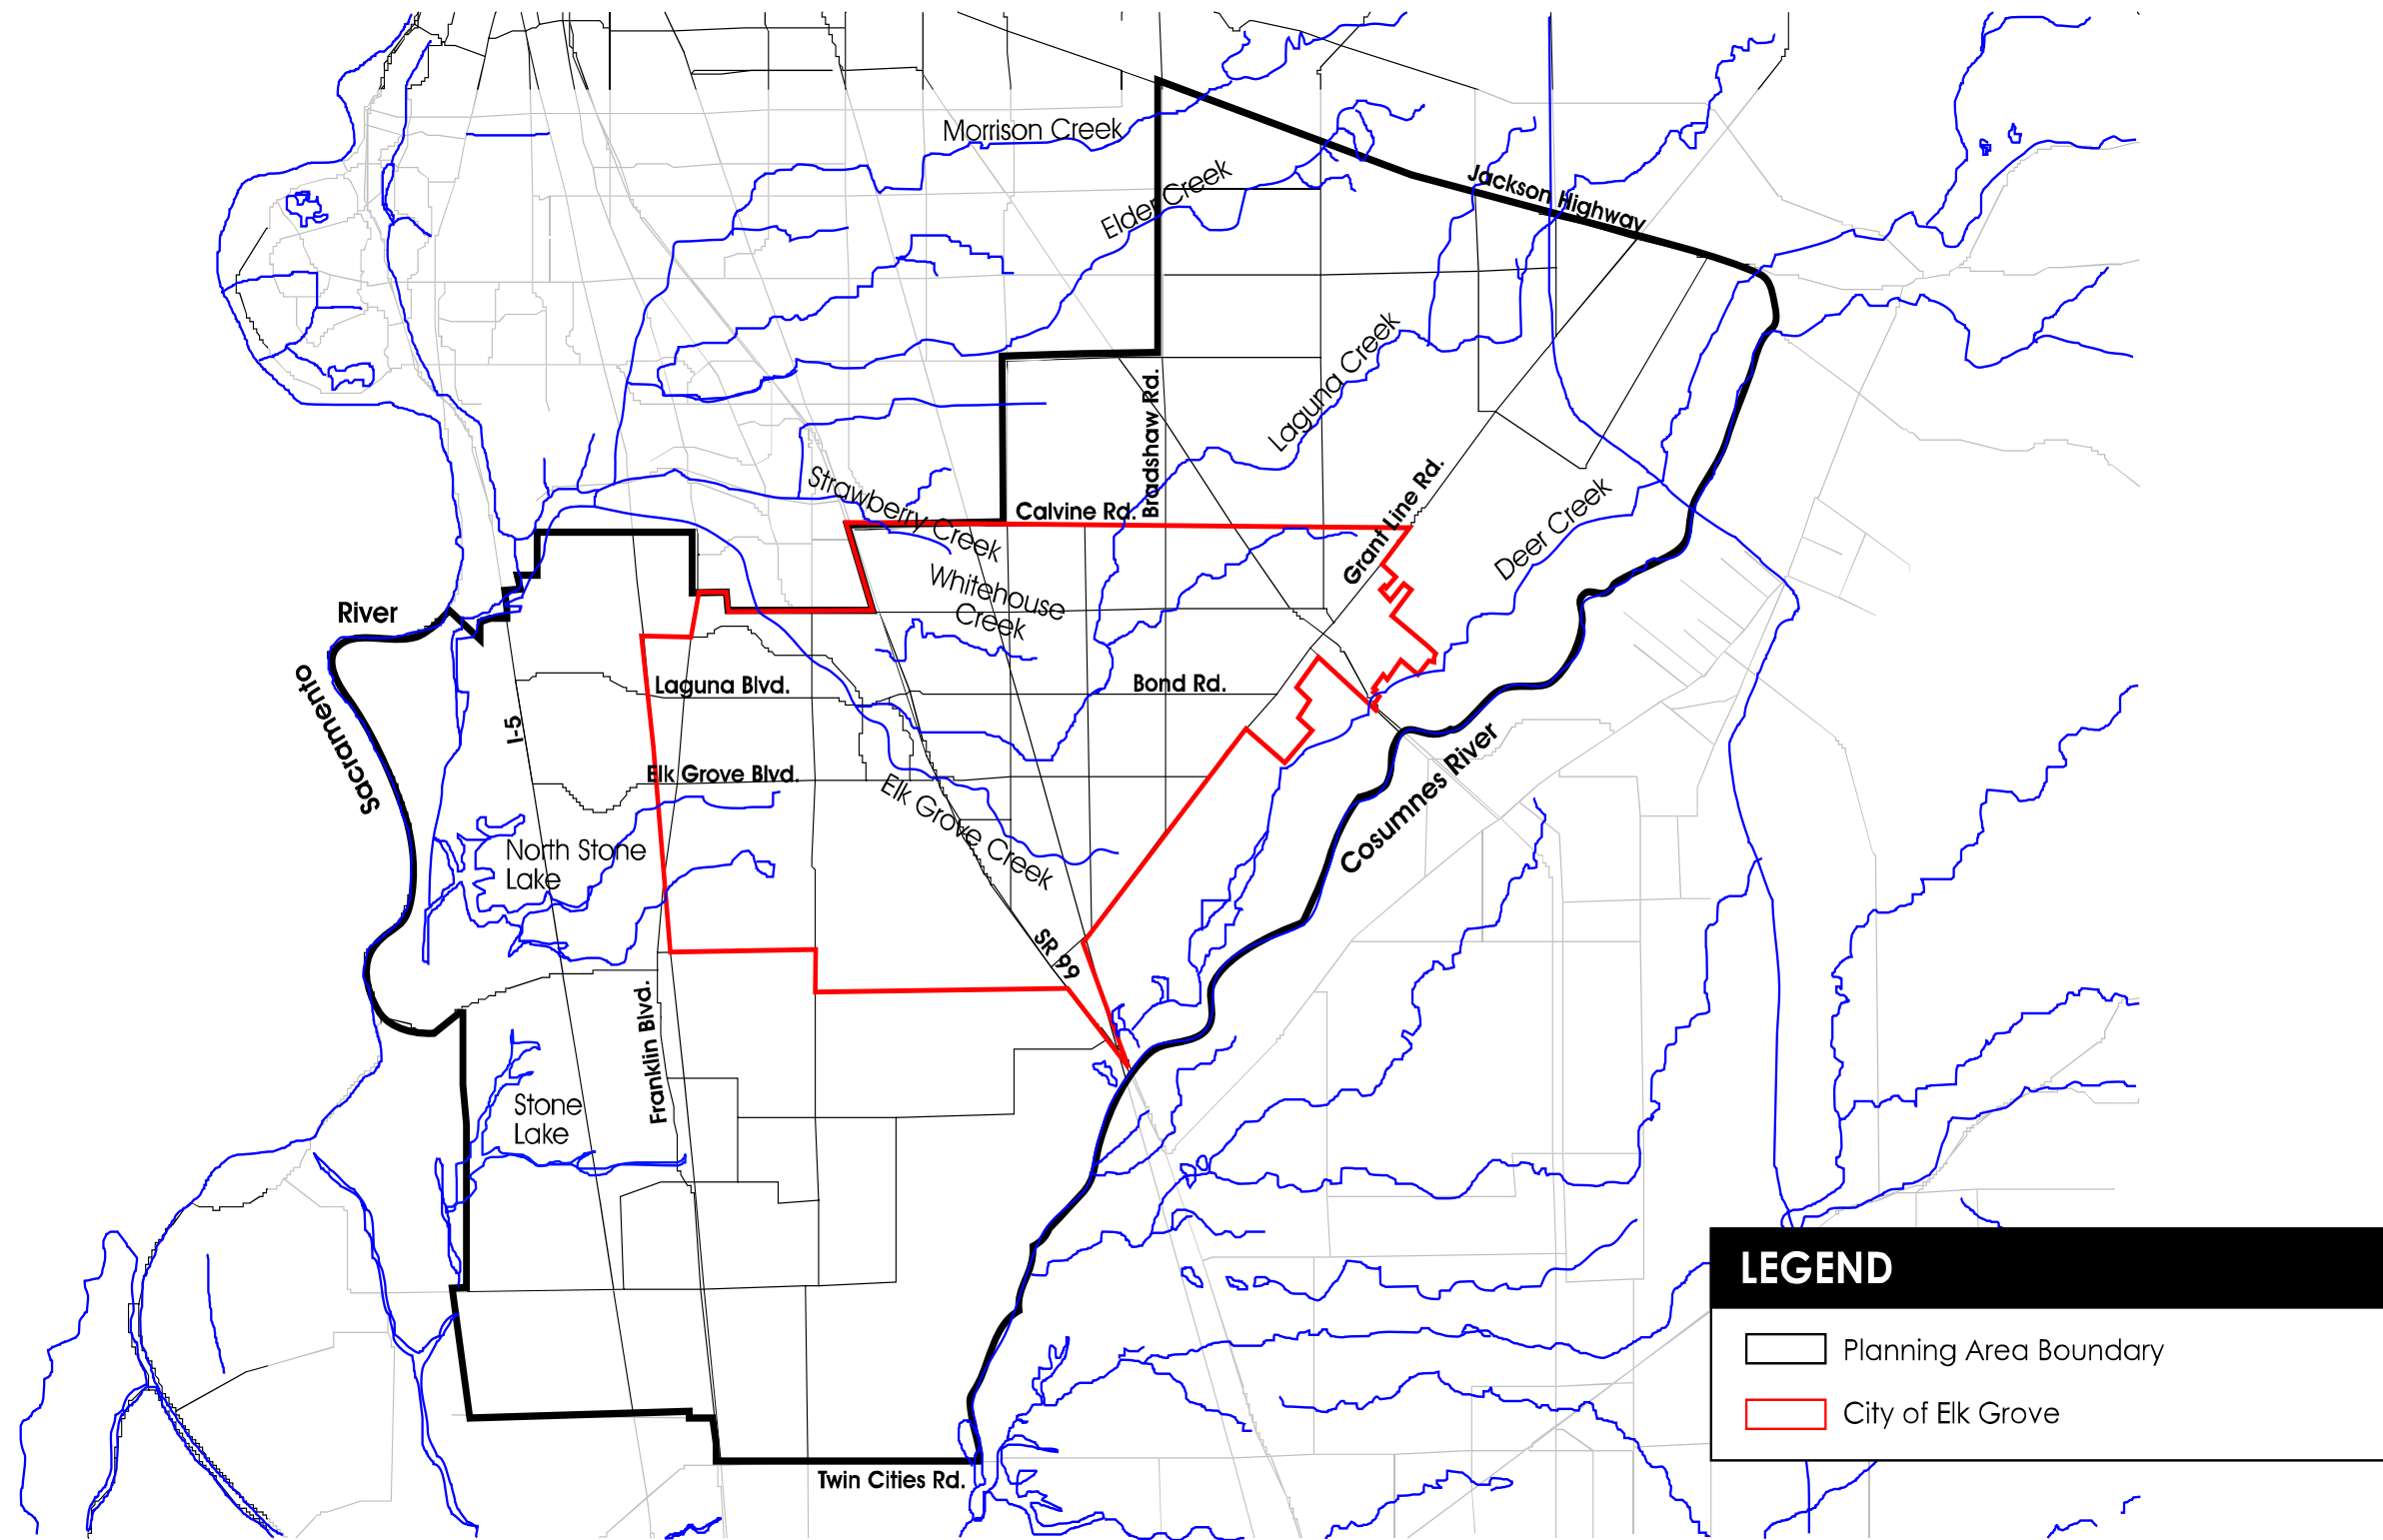 Morrison Creek
Elder Creek
Jackson Highway
Laguna Creek
Bradshaw Rd.
Grant Line Rd.
Strawberry Creek
Calvine Rd.
Deer Creek
Whitehouse
Creek
River
Sacramento
Laguna Blvd.
Bond Rd.
I-5
Elk Grove Blvd.
Cosumnes River
Elk Grove Creek
North Stone
Lake
SR 99
Franklin Blvd.
Stone
Lake
Twin Cities Rd.
LEGEND
Planning Area Boundary
City of Elk Grove